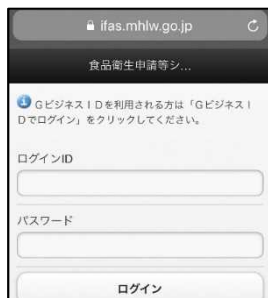 ifas.mhlw.go.jp
食品衛生申請等シ...
GビジネスIDを利用される方は「GビジネスI
Dでログイン」をクリックしてください。
ログインID
パスワード
ログイン